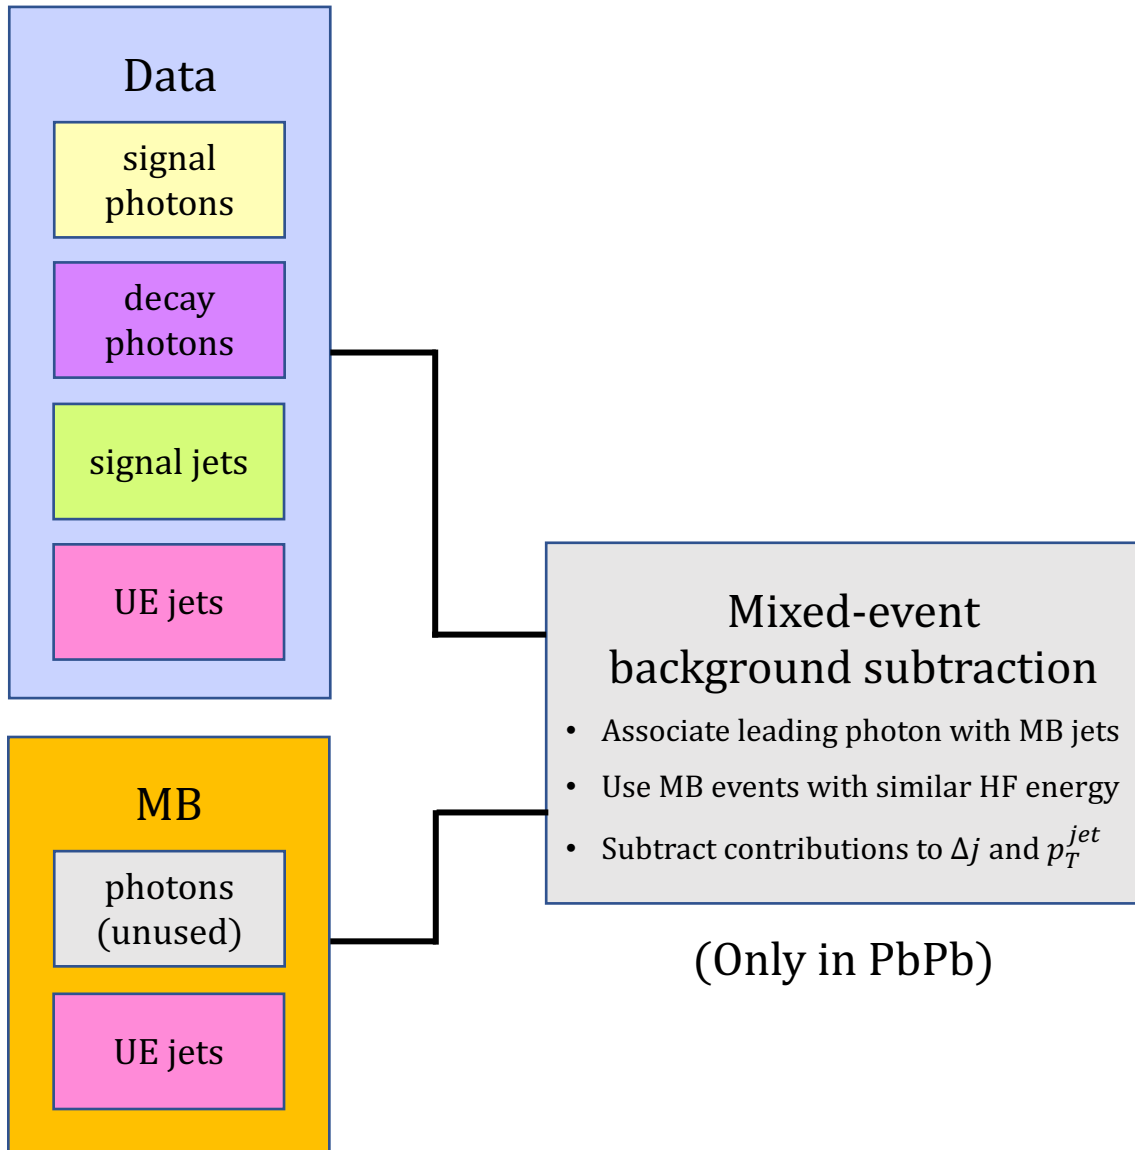 Data
signal
photons
decay
photons
signal jets
UE jets
MB
photons
(unused)
UE jets
Mixed-event
background subtraction
• Associate leading photon with MB jets
• Use MB events with similar HF energy
• Subtract contributions to Δj and p_T^{jet}
(Only in PbPb)